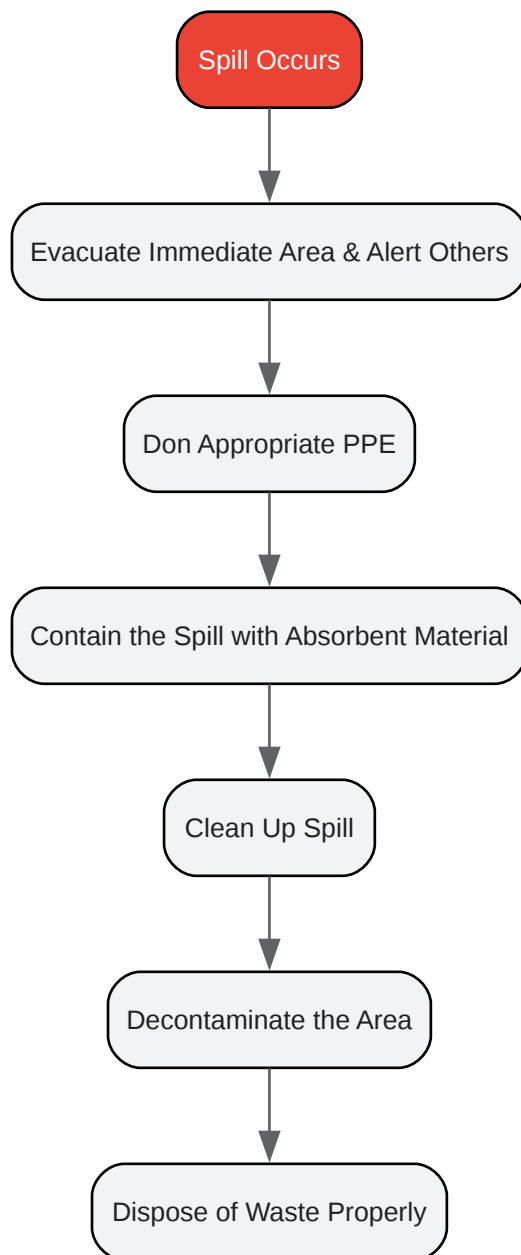 Spill Occurs
Evacuate Immediate Area & Alert Others
Don Appropriate PPE
Contain the Spill with Absorbent Material
Clean Up Spill
Decontaminate the Area
Dispose of Waste Properly